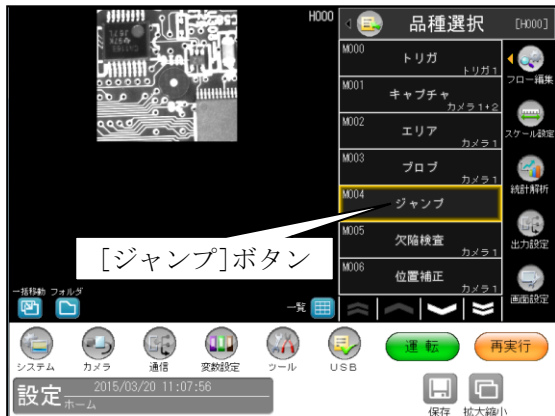 H000
品種選択
[H000]
M000
トリガ
トリガ1
M001
キャプチャ
カメラ1+2
M002
エリア
カメラ1
M003
ブロブ
カメラ1
M004
ジャンプ
M005
欠陥検査
カメラ1
M006
位置補正
カメラ1
フロー編集
スケール設定
統計解析
出力設定
画面設定
[ジャンプ]ボタン
一括移動
フォルダ
一覧
システム
カメラ
通信
変数設定
ツール
USB
運転
再実行
設定
2015/03/20 11:07:56
ホーム
保存
拡大縮小